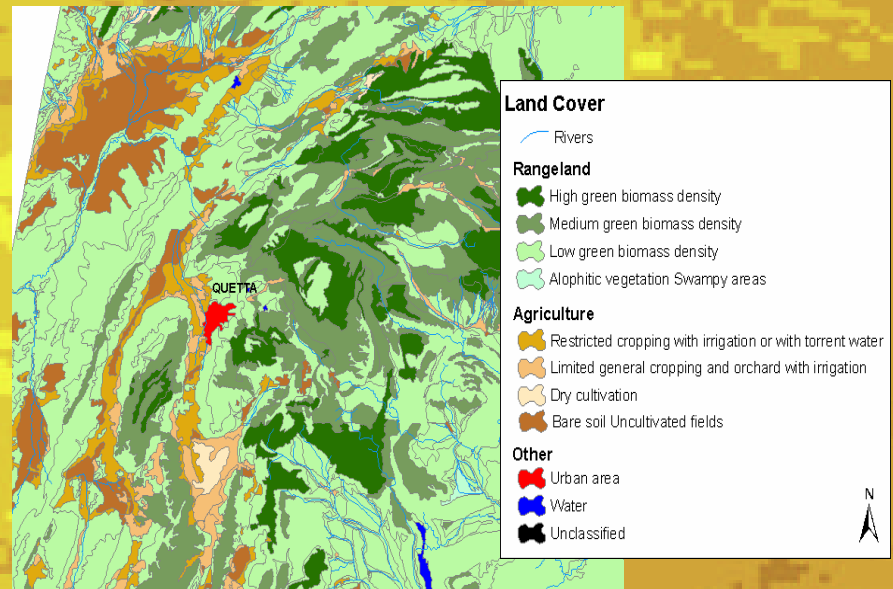 QUETTA
Land Cover
Rivers
Rangeland
High green biomass density
Medium green biomass density
Low green biomass density
Alophitic vegetation Swampy areas
Agriculture
Restricted cropping with irrigation or with torrent water
Limited general cropping and orchard with irrigation
Dry cultivation
Bare soil Uncultivated fields
Other
Urban area
Water
Unclassified
N